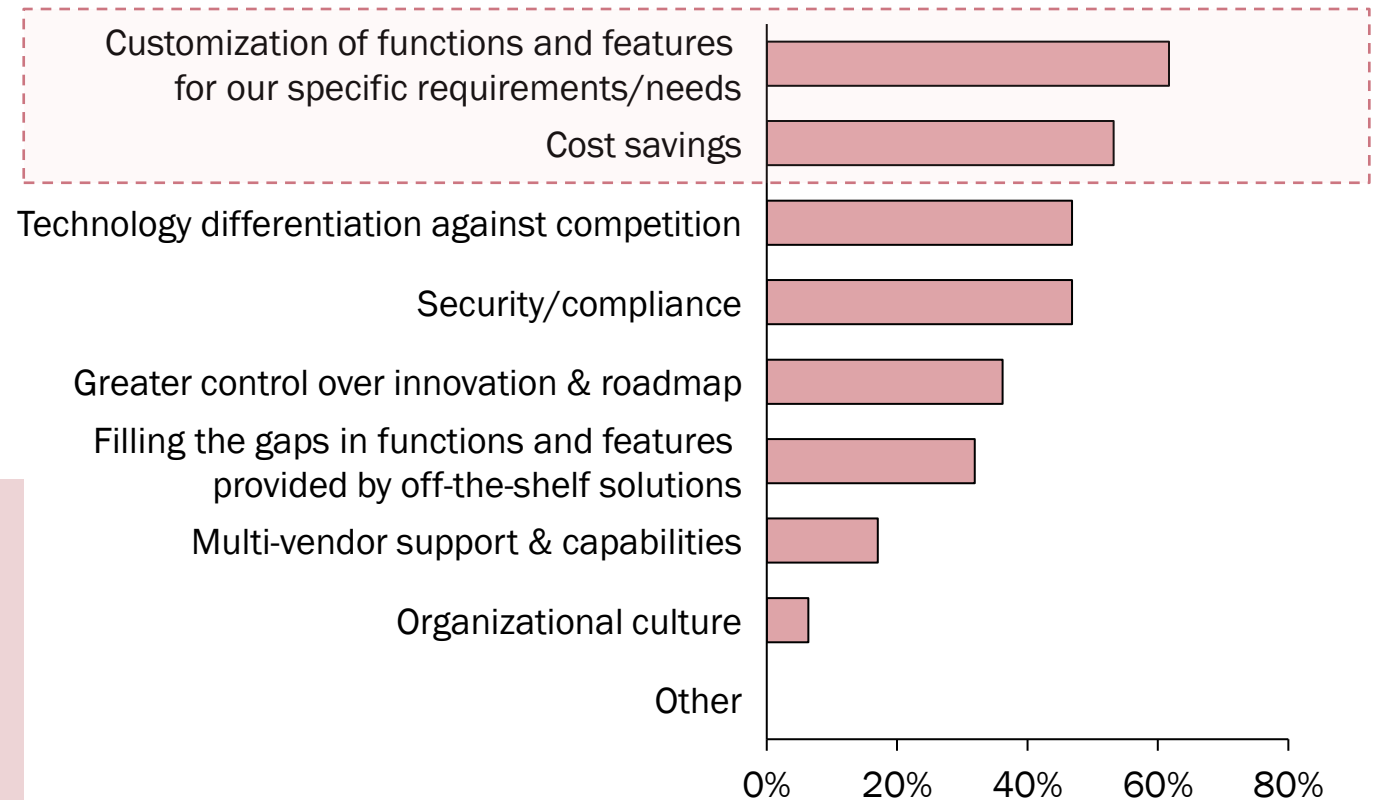 Customization of functions and features
for our specific requirements/needs
Cost savings
Technology differentiation against competition
Security/compliance
Greater control over innovation & roadmap
Filling the gaps in functions and features
provided by off-the-shelf solutions
Multi-vendor support & capabilities
Organizational culture
Other
0% 20% 40% 60% 80%